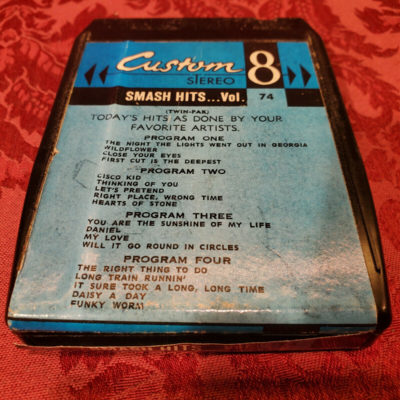 Custom 8
STEREO
SMASH HITS...Vol. 74
(TWIN-PAK)
TODAY'S HITS AS DONE BY YOUR
FAVORITE ARTISTS.
PROGRAM ONE
THE NIGHT THE LIGHTS WENT OUT IN GEORGIA
WILDFLOWER
CLOSE YOUR EYES
FIRST CUT IS THE DEEPEST
PROGRAM TWO
CISCO KID
THINKING OF YOU
LET'S PRETEND
RIGHT PLACE, WRONG TIME
HEARTS OF STONE
PROGRAM THREE
YOU ARE THE SUNSHINE OF MY LIFE
DANIEL
MY LOVE
WILL IT GO ROUND IN CIRCLES
PROGRAM FOUR
THE RIGHT THING TO DO
LONG TRAIN RUNNIN'
IT SURE TOOK A LONG, LONG TIME
DAISY A DAY
FUNKY WORM